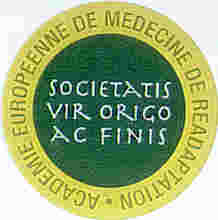 ACADEMIE EUROPEENNE DE MEDECINE DE READAPTATION •
SOCIETATIS
VIR ORIGO
AC FINIS